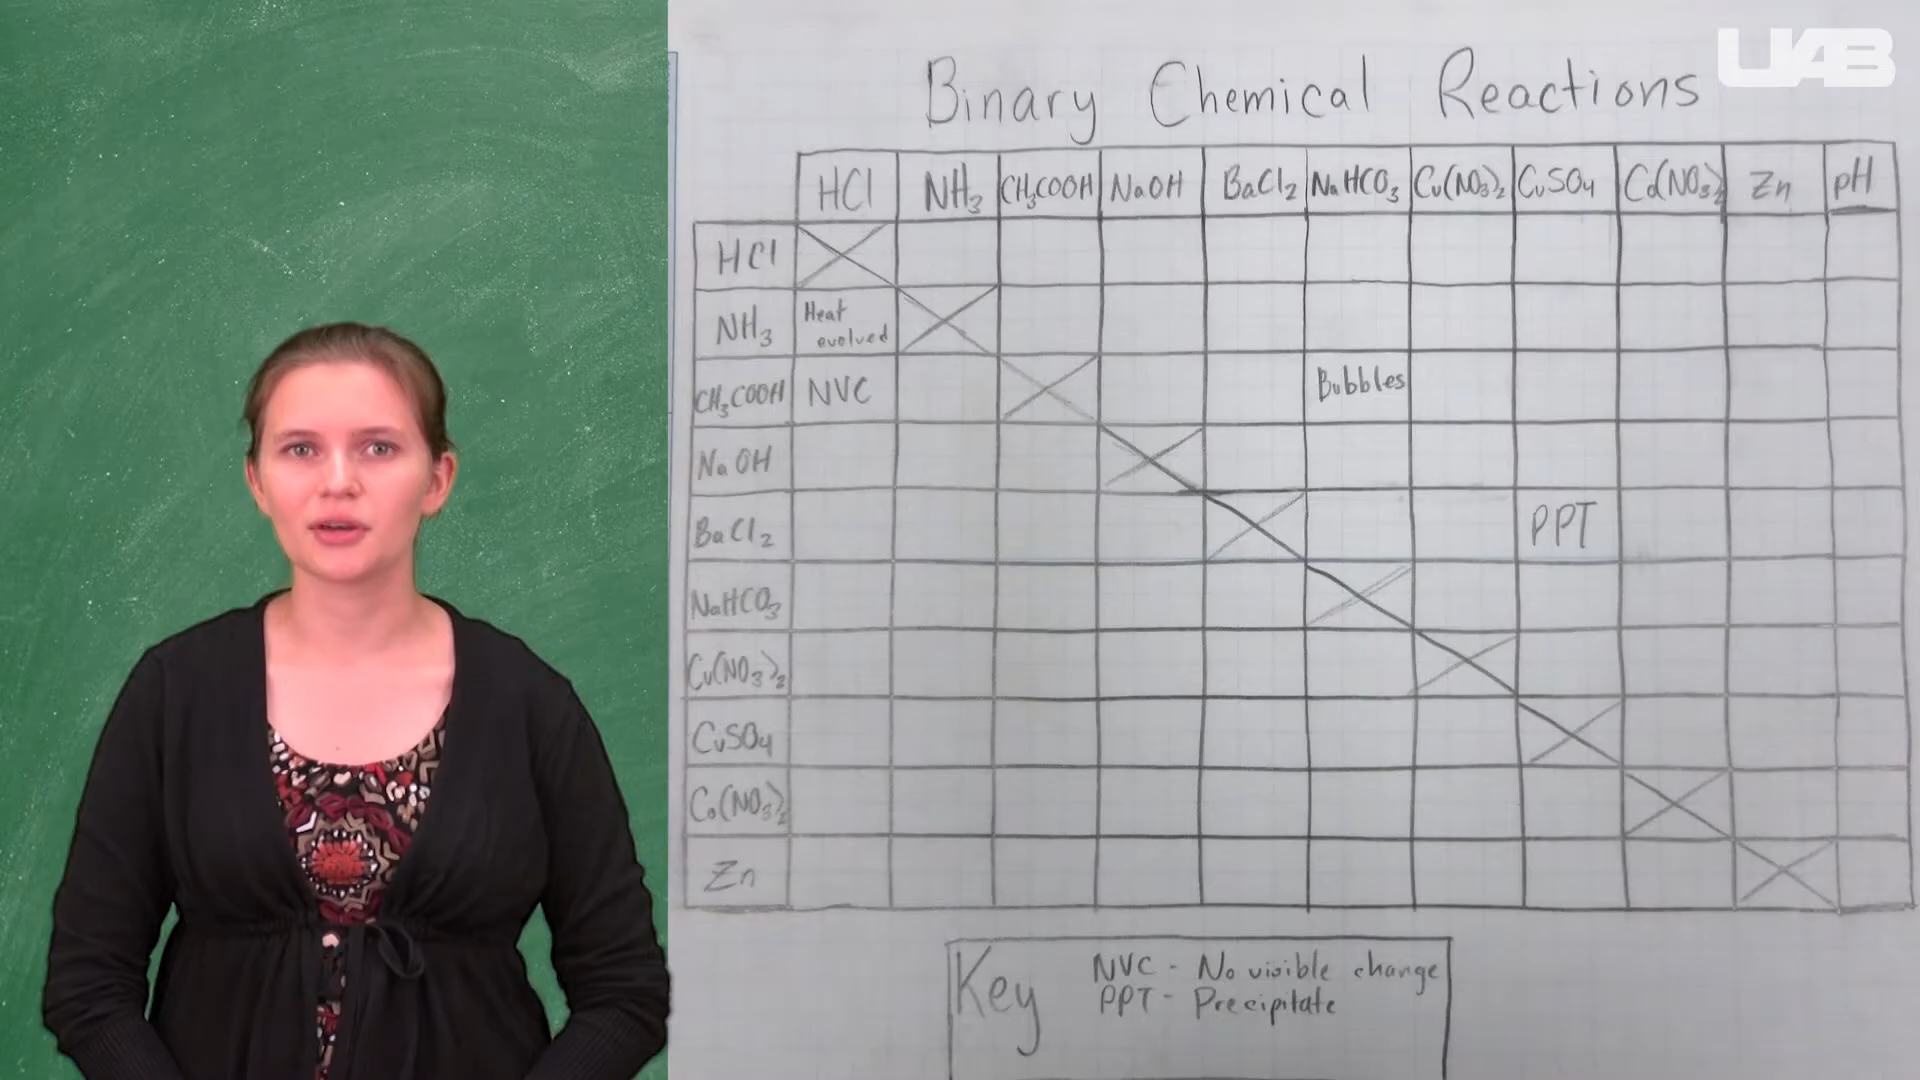 UAB
Binary Chemical Reactions
HCl NH3 CH3COOH NaOH BaCl2 NaHCO3 Cu(NO3)2 CuSO4 Co(NO3)2 Zn pH
HCl
NH3 Heat evolved
CH3COOH NVC Bubbles
NaOH
BaCl2 PPT
NaHCO3
Cu(NO3)2
CuSO4
Co(NO3)2
Zn
Key NVC - No visible change
PPT - Precipitate